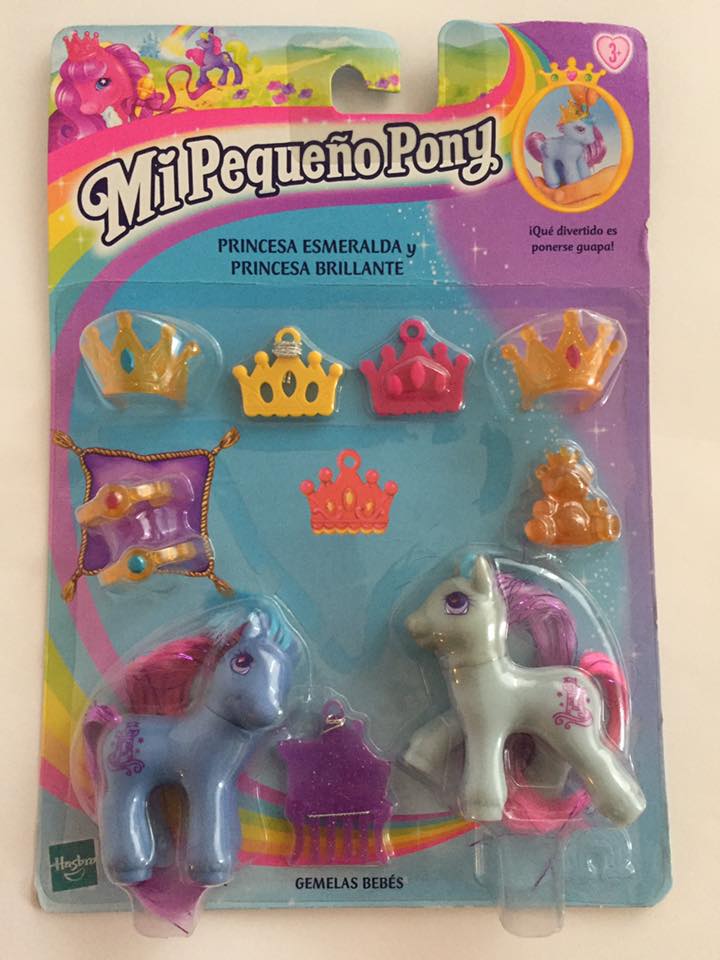 3+
Mi Pequeño Pony
PRINCESA ESMERALDA y
PRINCESA BRILLANTE
¡Qué divertido es
ponerse guapa!
Hasbro
GEMELAS BEBÉS